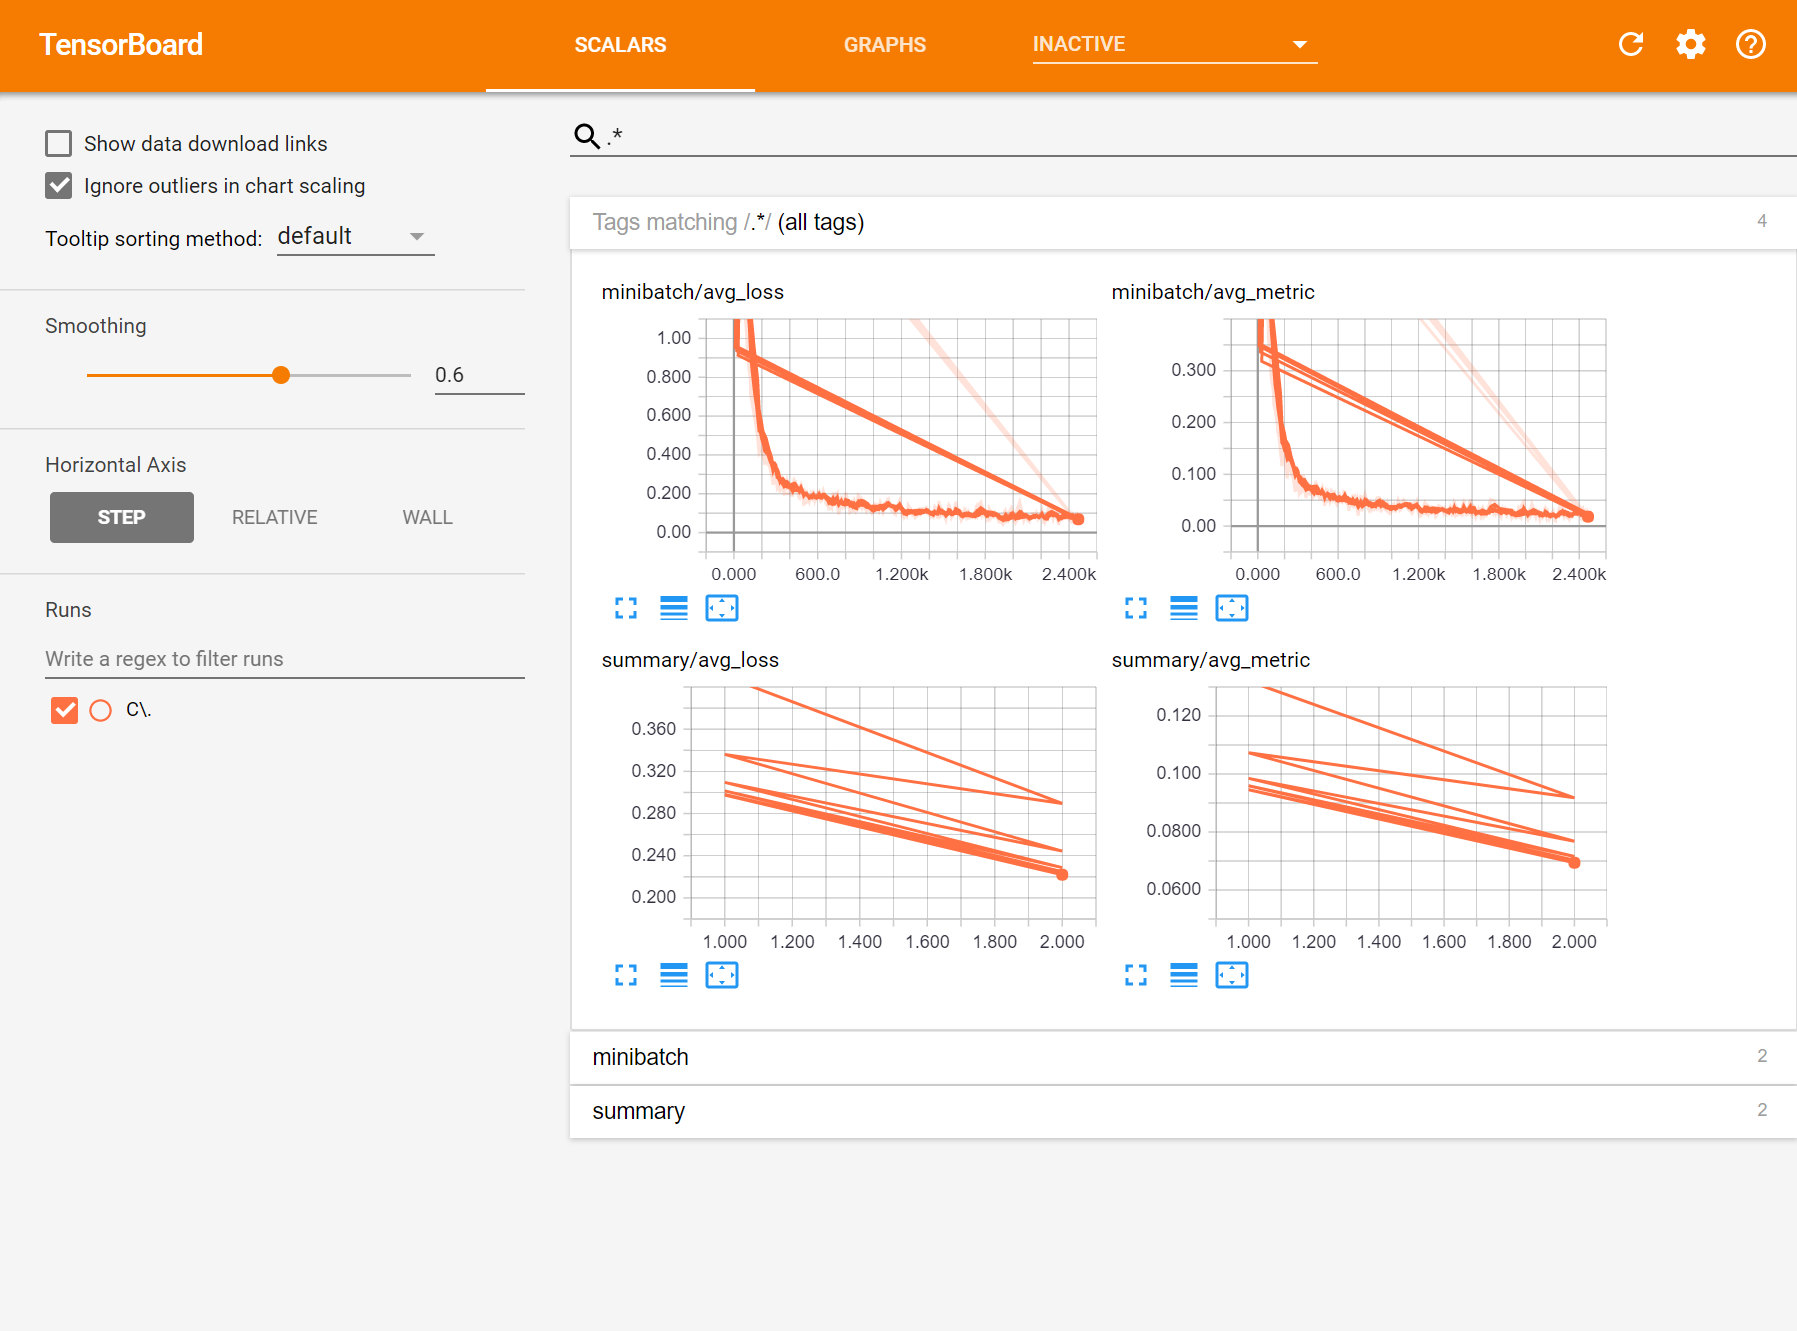 TensorBoard SCALARS GRAPHS INACTIVE
Show data download links
Ignore outliers in chart scaling
Tooltip sorting method: default
Smoothing
0.6
Horizontal Axis
STEP RELATIVE WALL
Runs
Write a regex to filter runs
C\.
.*
Tags matching /.*/ (all tags) 4
minibatch/avg_loss
1.00
0.800
0.600
0.400
0.200
0.00
0.000 600.0 1.200k 1.800k 2.400k
minibatch/avg_metric
0.300
0.200
0.100
0.00
0.000 600.0 1.200k 1.800k 2.400k
summary/avg_loss
0.360
0.320
0.280
0.240
0.200
1.000 1.200 1.400 1.600 1.800 2.000
summary/avg_metric
0.120
0.100
0.0800
0.0600
1.000 1.200 1.400 1.600 1.800 2.000
minibatch 2
summary 2